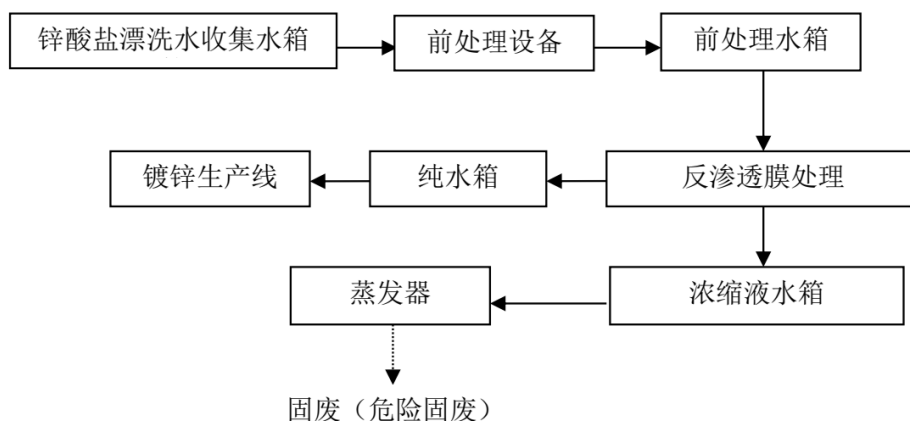 锌酸盐漂洗水收集水箱
前处理设备
前处理水箱
镀锌生产线
纯水箱
反渗透膜处理
蒸发器
浓缩液水箱
固废（危险固废）